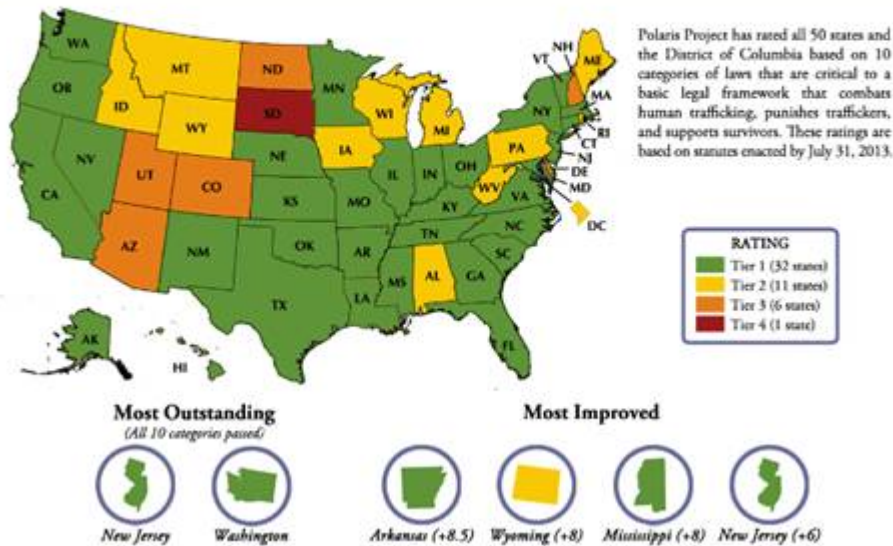 Polaris Project has rated all 50 states and
the District of Columbia based on 10
categories of laws that are critical to a
basic legal framework that combats
human trafficking, punishes traffickers,
and supports survivors. These ratings are
based on statutes enacted by July 31, 2013.
WA
OR
CA
NV
ID
MT
WY
UT
CO
AZ
NM
ND
SD
NE
KS
OK
TX
MN
IA
MO
AR
LA
WI
IL
MI
IN
OH
KY
TN
MS
AL
GA
FL
SC
NC
VA
WV
PA
NY
VT
NH
ME
MA
RI
CT
NJ
DE
MD
DC
AK
HI
RATING
Tier 1 (32 states)
Tier 2 (11 states)
Tier 3 (6 states)
Tier 4 (1 state)
Most Outstanding
(All 10 categories passed)
New Jersey
Washington
Most Improved
Arkansas (+8.5)
Wyoming (+8)
Mississippi (+8)
New Jersey (+6)